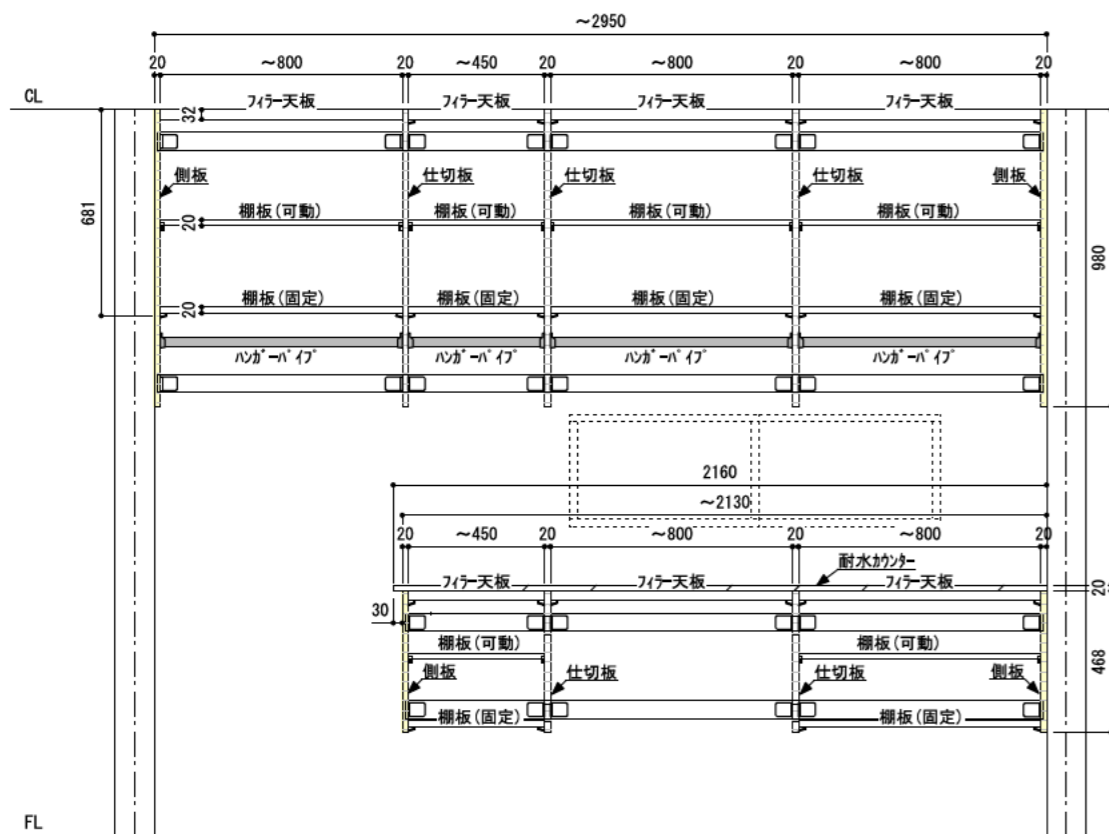 ～2950
20 ～800 20 ～450 20 ～800 20 ～800 20
CL
フィラー天板 フィラー天板 フィラー天板 フィラー天板
32
側板 仕切板 仕切板 仕切板 側板
681
棚板(可動) 棚板(可動) 棚板(可動) 棚板(可動)
20
980
棚板(固定) 棚板(固定) 棚板(固定) 棚板(固定)
20
ハンガーパイプ ハンガーパイプ ハンガーパイプ ハンガーパイプ
2160
～2130
20 ～450 20 ～800 20 ～800 20
耐水カウンター
フィラー天板 フィラー天板 フィラー天板
20
30
棚板(可動) 棚板(可動)
468
側板 仕切板 仕切板 側板
棚板(固定) 棚板(固定)
FL